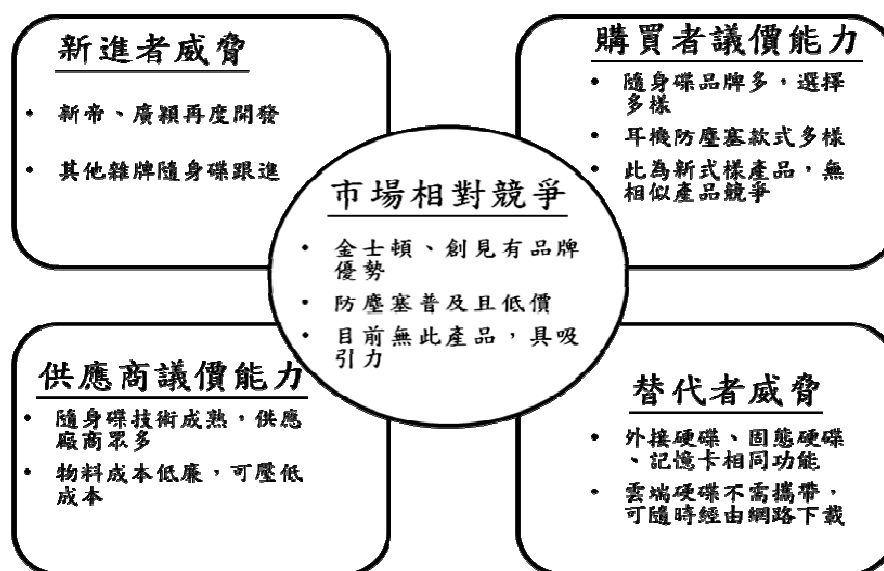 新進者威脅
• 新帝、廣穎再度開發
• 其他雜牌隨身碟跟進
購買者議價能力
• 隨身碟品牌多，選擇
多樣
• 耳機防塵塞款式多樣
• 此為新式樣產品，無
相似產品競爭
市場相對競爭
• 金士頓、創見有品牌
優勢
• 防塵塞普及且低價
• 目前無此產品，具吸
引力
供應商議價能力
• 隨身碟技術成熟，供應
廠商眾多
• 物料成本低廉，可壓低
成本
替代者威脅
• 外接硬碟、固態硬碟
、記憶卡相同功能
• 雲端硬碟不需攜帶，
可隨時經由網路下載